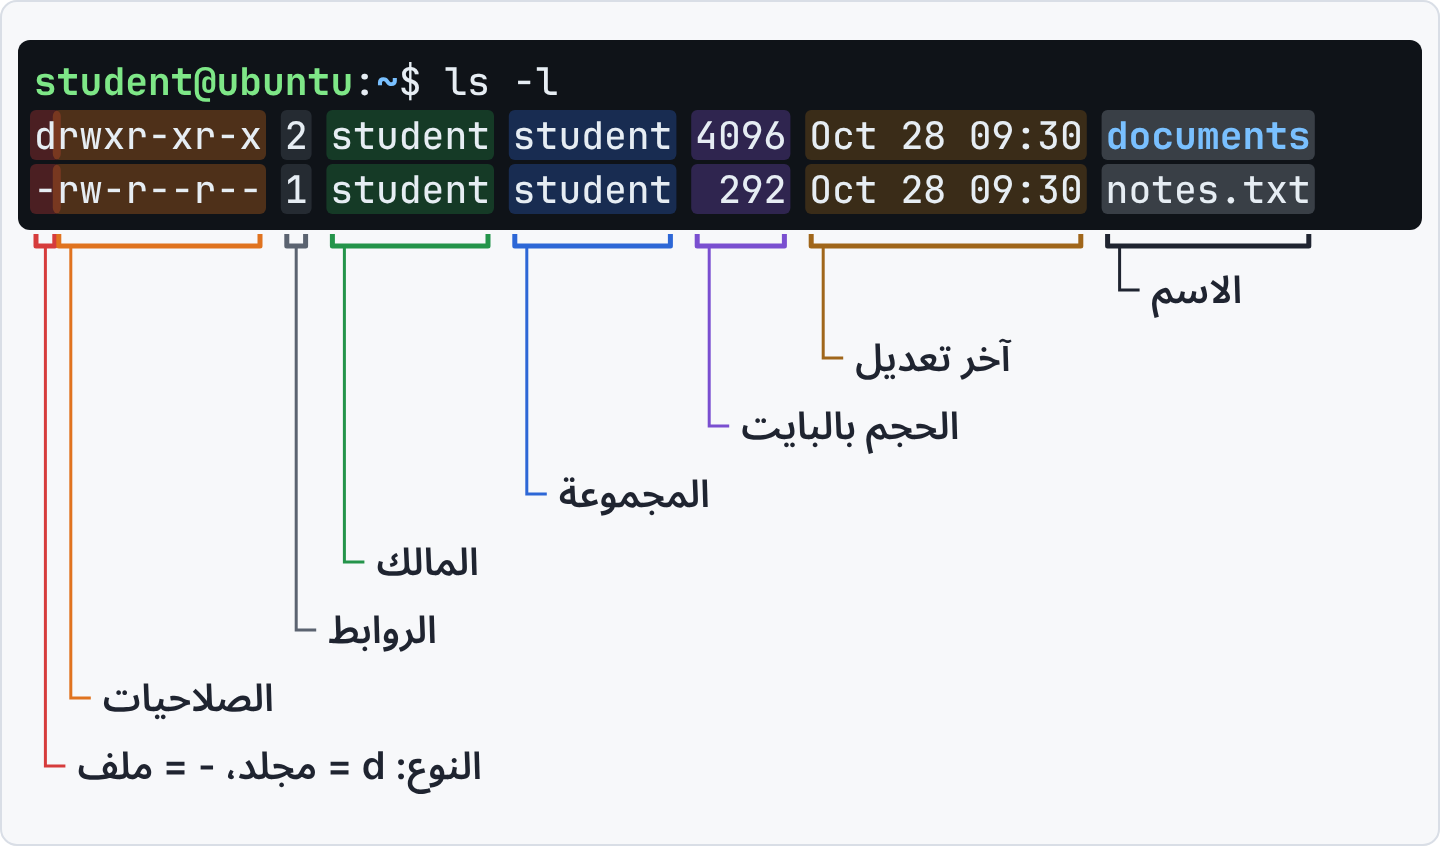 student@ubuntu:~$ ls -l
drwxr-xr-x 2 student student 4096 Oct 28 09:30 documents
-rw-r--r-- 1 student student  292 Oct 28 09:30 notes.txt
الاسم
آخر تعديل
الحجم بالبايت
المجموعة
المالك
الروابط
الصلاحيات
النوع: d = مجلد، - = ملف